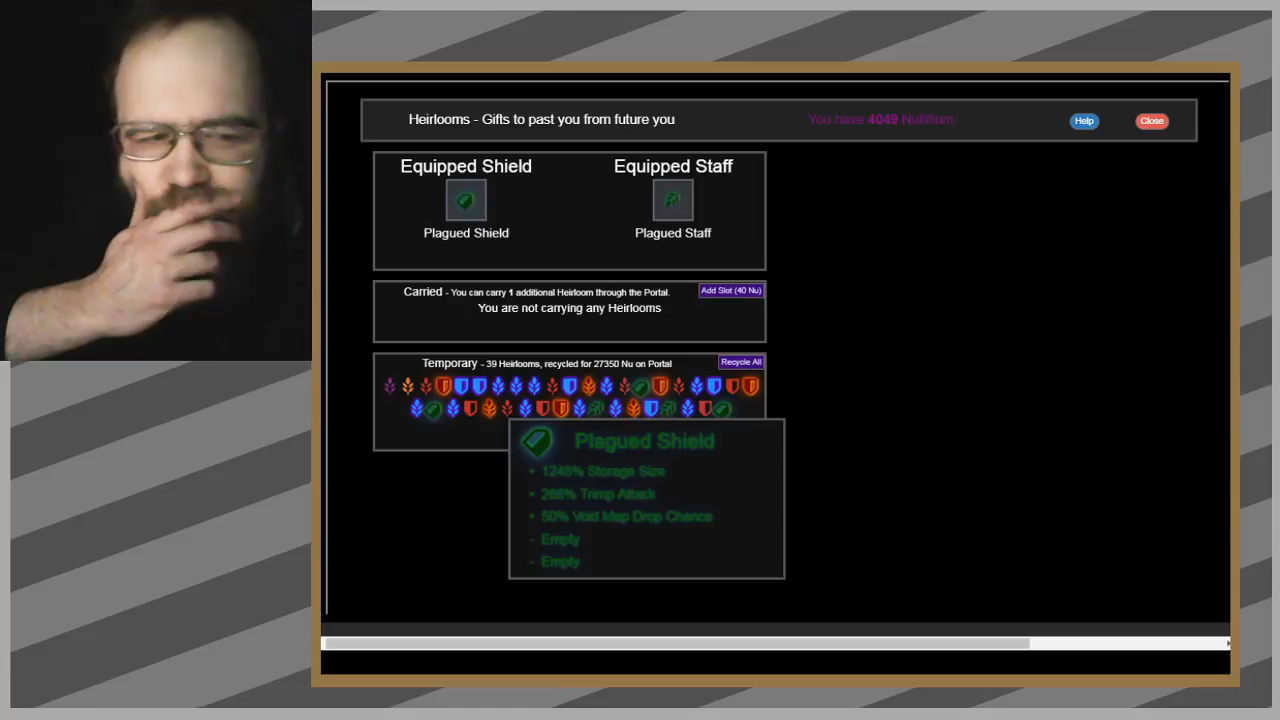 Heirlooms - Gifts to past you from future you
You have 4049 Nullifium
Help
Close
Equipped Shield
Equipped Staff
Plagued Shield
Plagued Staff
Carried - You can carry 1 additional Heirloom through the Portal.
Add Slot (40 Nu)
You are not carrying any Heirlooms
Temporary - 39 Heirlooms, recycled for 27350 Nu on Portal
Recycle All
Plagued Shield
• 1248% Storage Size
• 268% Trimp Attack
• 50% Void Map Drop Chance
- Empty
- Empty